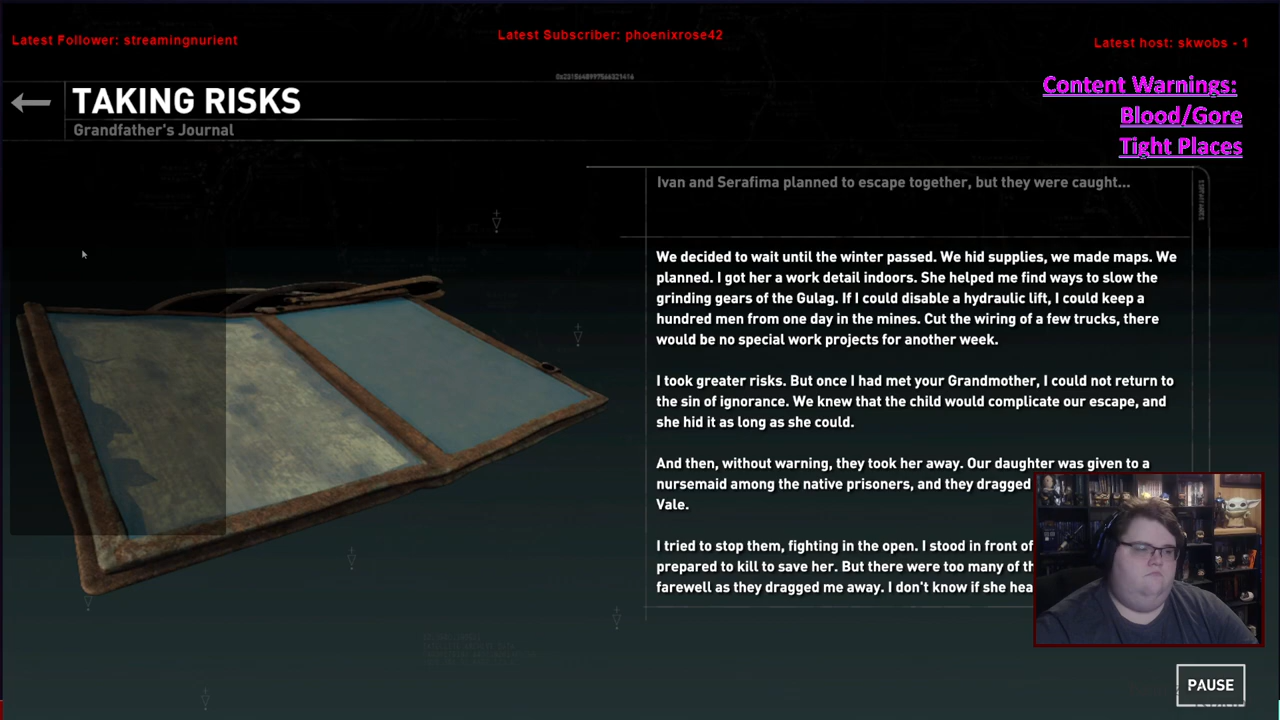 Latest Follower: streamingnurient
Latest Subscriber: phoenixrose42
Latest host: skwobs - 1
Content Warnings:
Blood/Gore
Tight Places
TAKING RISKS
Grandfather's Journal
Ivan and Serafima planned to escape together, but they were caught...
We decided to wait until the winter passed. We hid supplies, we made maps. We
planned. I got her a work detail indoors. She helped me find ways to slow the
grinding gears of the Gulag. If I could disable a hydraulic lift, I could keep a
hundred men from one day in the mines. Cut the wiring of a few trucks, there
would be no special work projects for another week.
I took greater risks. But once I had met your Grandmother, I could not return to
the sin of ignorance. We knew that the child would complicate our escape, and
she hid it as long as she could.
And then, without warning, they took her away. Our daughter was given to a
nursemaid among the native prisoners, and they dragged
Vale.
I tried to stop them, fighting in the open. I stood in front of
prepared to kill to save her. But there were too many of
farewell as they dragged me away. I don't know if she
PAUSE